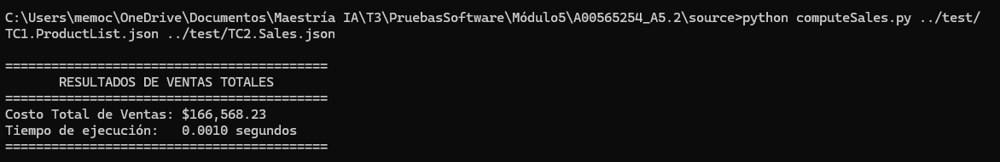 C:\Users\memoc\OneDrive\Documentos\Maestría IA\T3\PruebasSoftware\Módulo5\A00565254_A5.2\source>python computeSales.py ../test/
TC1.ProductList.json ../test/TC2.Sales.json
==========================================
RESULTADOS DE VENTAS TOTALES
==========================================
Costo Total de Ventas: $166,568.23
Tiempo de ejecución:   0.0010 segundos
==========================================